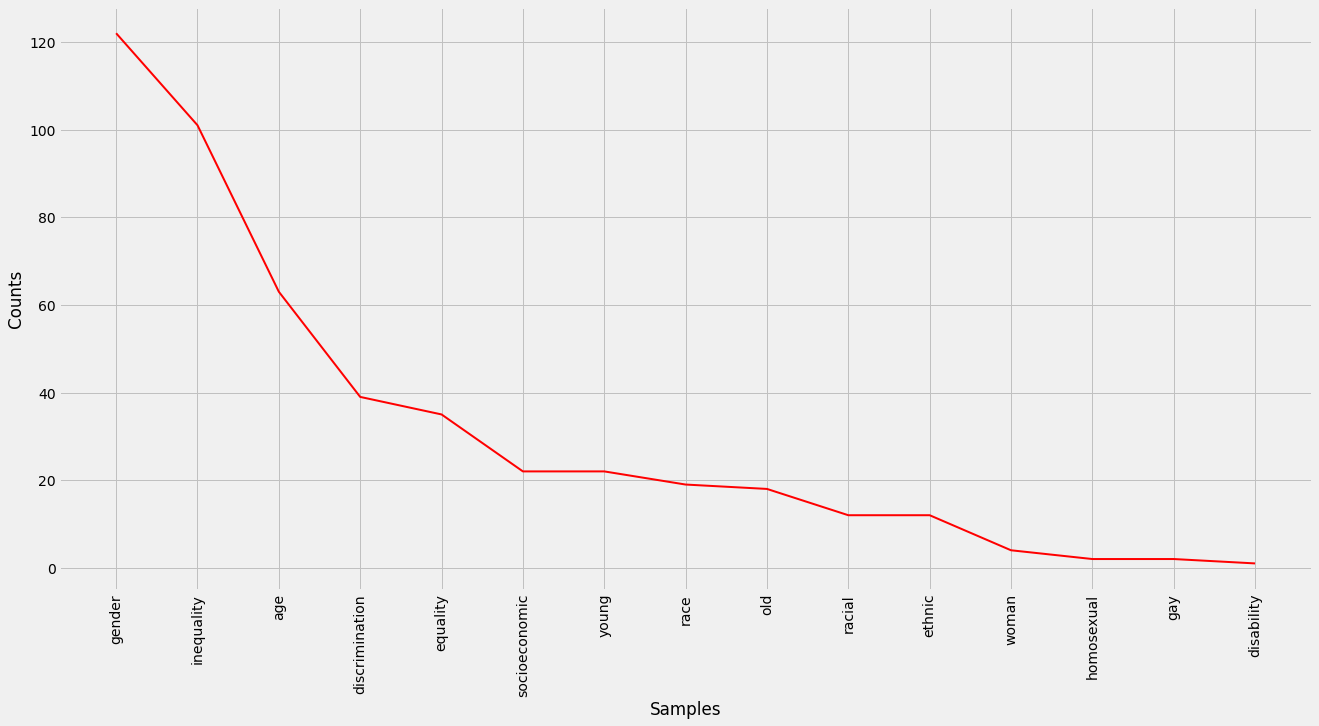 120
100
80
60
40
20
0
Counts
gender
inequality
age
discrimination
equality
socioeconomic
young
race
old
racial
ethnic
woman
homosexual
gay
disability
Samples